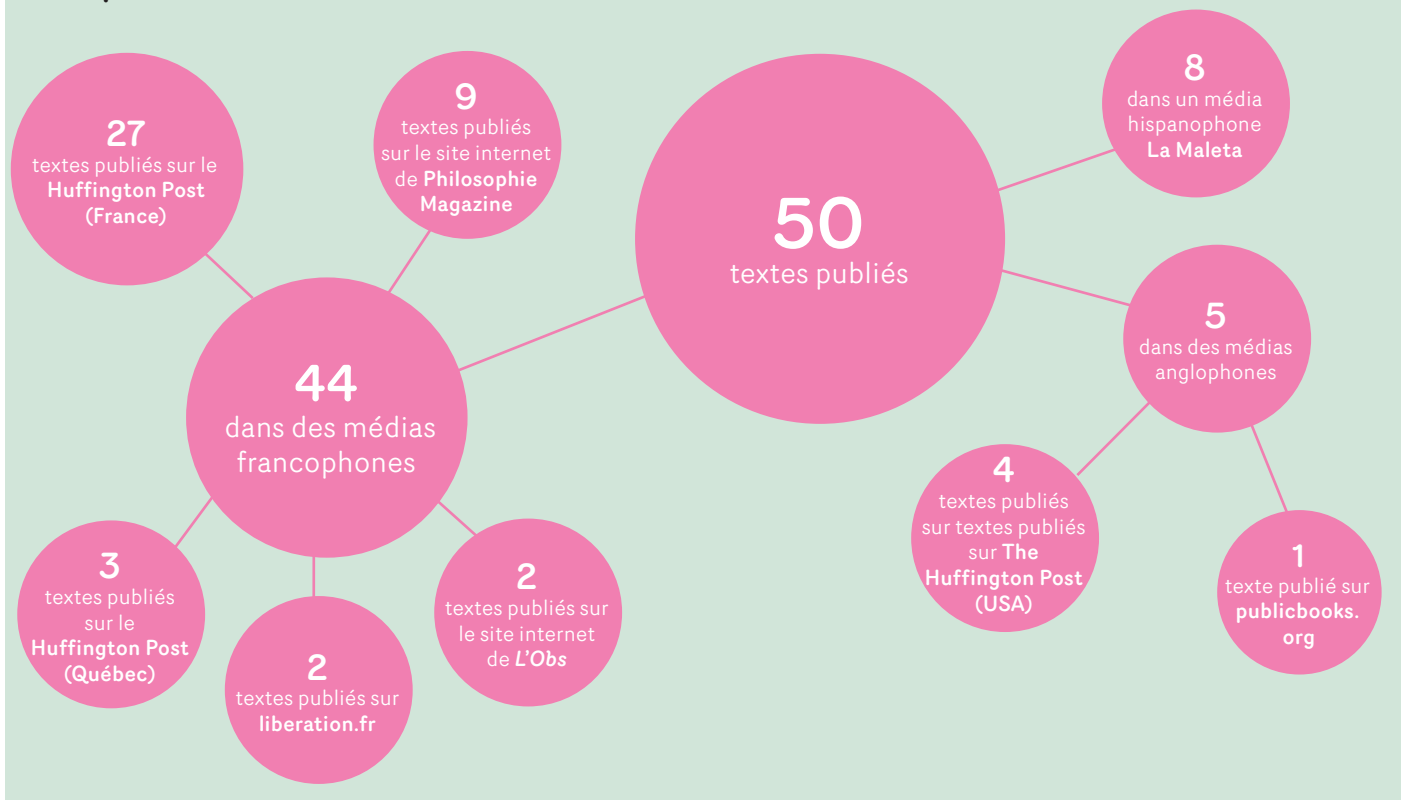 27
textes publiés sur le
Huffington Post
(France)
9
textes publiés
sur le site internet
de Philosophie
Magazine
50
textes publiés
8
dans un média
hispanophone
La Maleta
5
dans des médias
anglophones
44
dans des médias
francophones
4
textes publiés
sur textes publiés
sur The
Huffington Post
(USA)
1
texte publié sur
publicbooks.
org
3
textes publiés
sur le
Huffington Post
(Québec)
2
textes publiés sur
liberation.fr
2
textes publiés sur
le site internet
de L'Obs